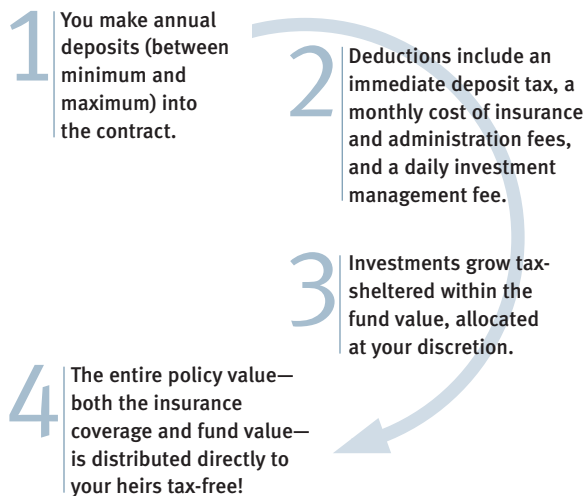 1
You make annual
deposits (between
minimum and
maximum) into
the contract.
2
Deductions include an
immediate deposit tax, a
monthly cost of insurance
and administration fees,
and a daily investment
management fee.
3
Investments grow tax-
sheltered within the
fund value, allocated
at your discretion.
4
The entire policy value—
both the insurance
coverage and fund value—
is distributed directly to
your heirs tax-free!